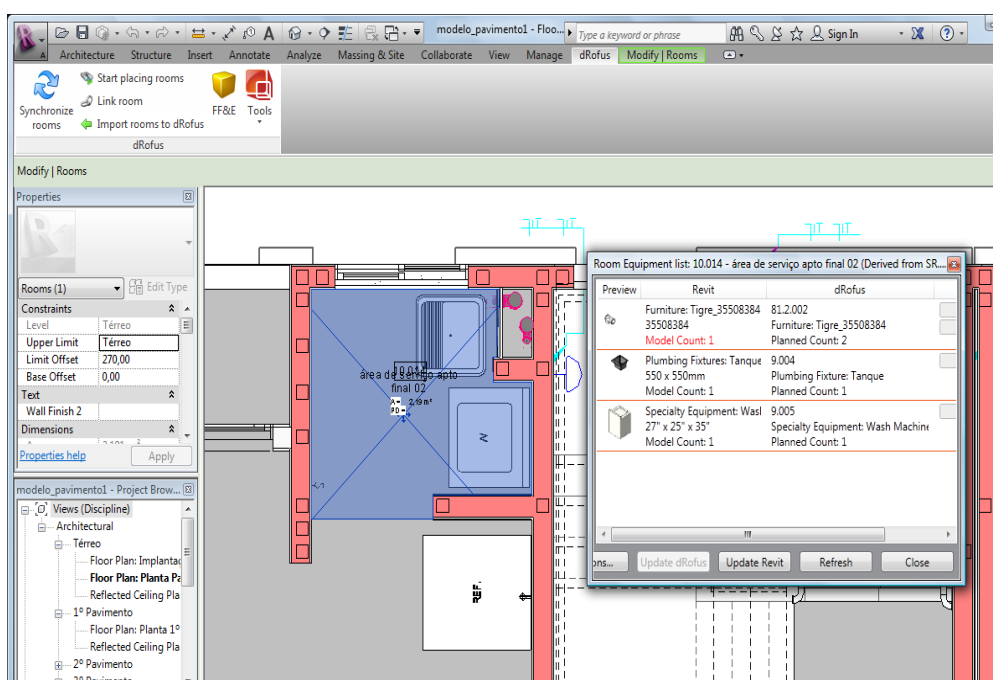 modelo_pavimento1 - Floo...
Type a keyword or phrase
Sign In
Architecture Structure Insert Annotate Analyze Massing & Site Collaborate View Manage dRofus Modify | Rooms
Synchronize rooms
Start placing rooms
Link room
Import rooms to dRofus
FF&E
Tools
dRofus
Modify | Rooms
Properties
Rooms (1)
Edit Type
Constraints
Level Térreo
Upper Limit Térreo
Limit Offset 270,00
Base Offset 0,00
Text
Wall Finish 2
Dimensions
Properties help
Apply
modelo_pavimento1 - Project Brow...
Views (Discipline)
Architectural
Térreo
Floor Plan: Implantaç
Floor Plan: Planta Pa
Reflected Ceiling Pla
1º Pavimento
Floor Plan: Planta 1º
Reflected Ceiling Pla
2º Pavimento
10.014
área de serviço apto
final 02
A = 2,19 m²
PD =
REF.
Room Equipment list: 10.014 - área de serviço apto final 02 (Derived from SR...
Preview Revit dRofus
Furniture: Tigre_35508384 81.2.002
35508384 Furniture: Tigre_35508384
Model Count: 1 Planned Count: 2
Plumbing Fixtures: Tanque 9.004
550 x 550mm Plumbing Fixture: Tanque
Model Count: 1 Planned Count: 1
Specialty Equipment: Wasl 9.005
27" x 25" x 35" Specialty Equipment: Wash Machine
Model Count: 1 Planned Count: 1
ons... Update dRofus Update Revit Refresh Close